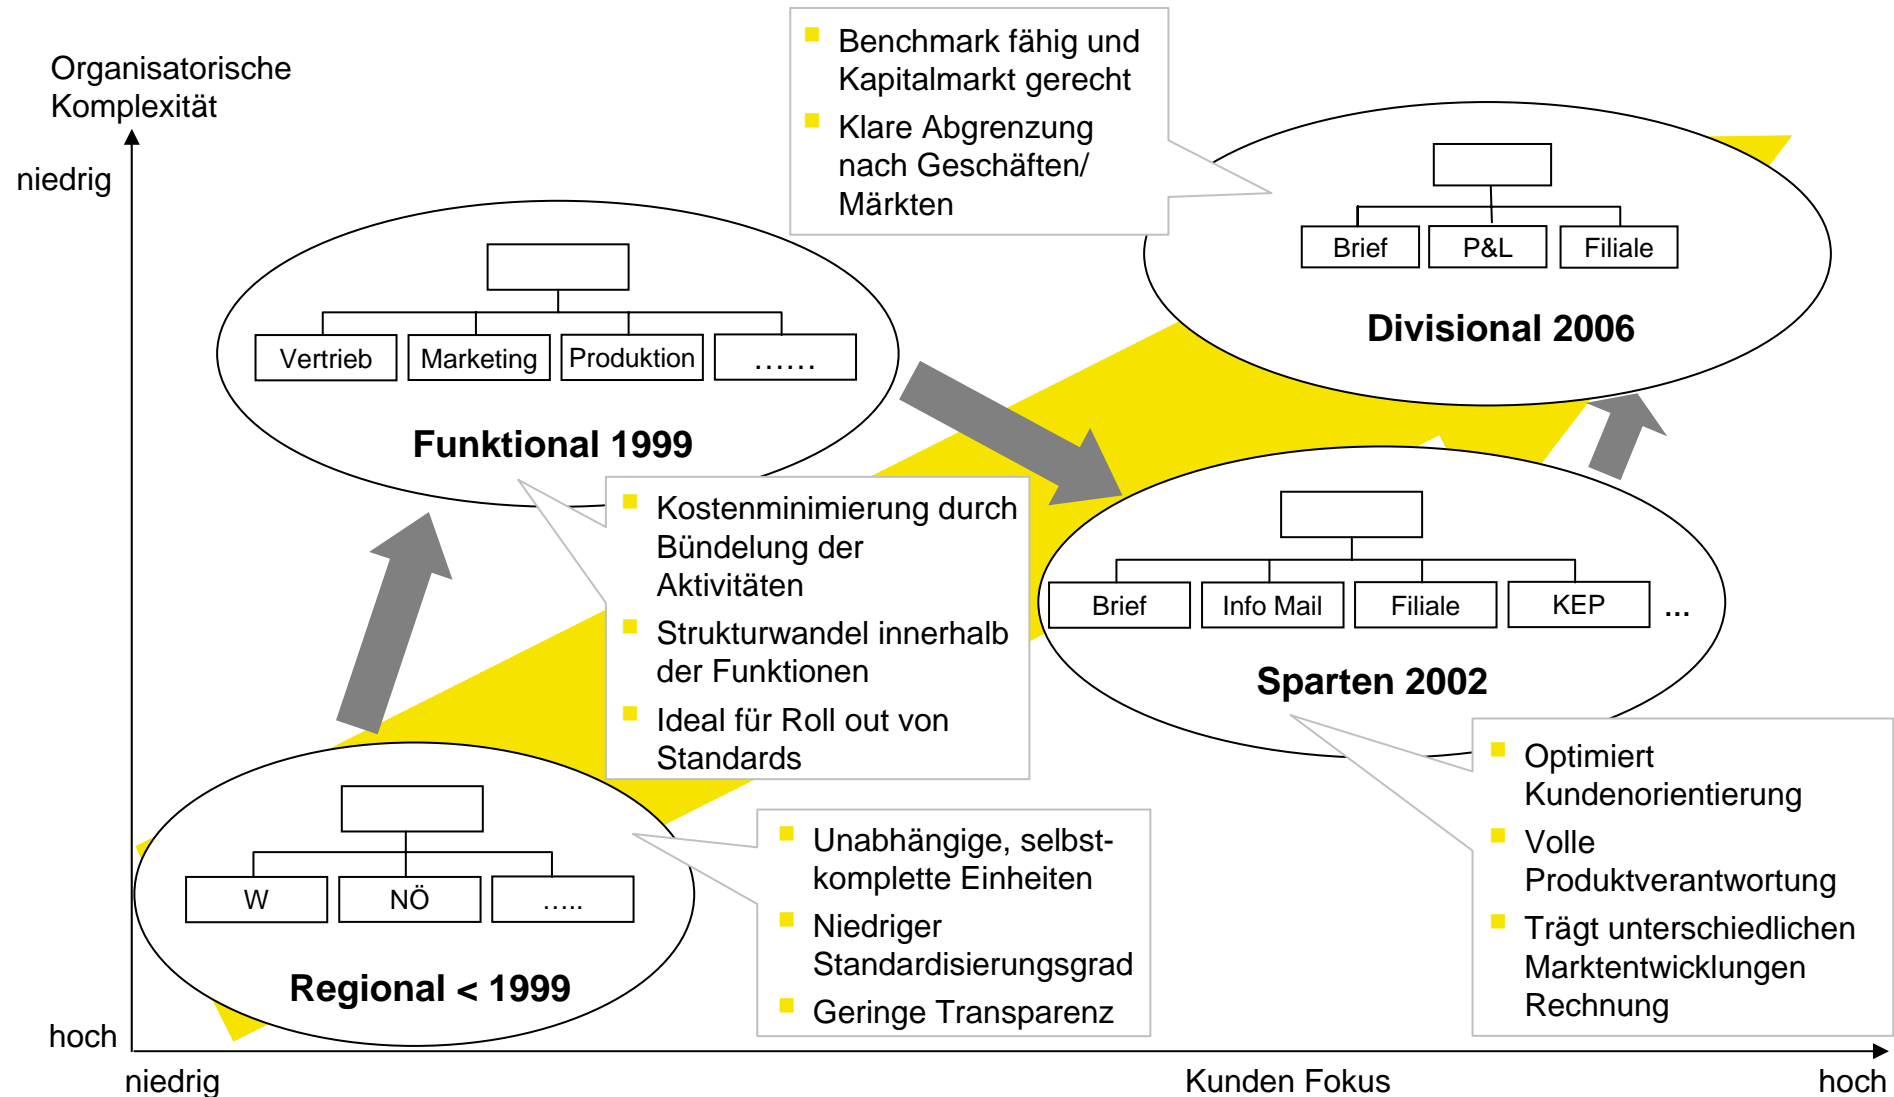 Organisatorische
Komplexität
niedrig
Benchmark fähig und
Kapitalmarkt gerecht
Klare Abgrenzung
nach Geschäften/
Märkten
Brief
P&L
Filiale
Divisional 2006
Vertrieb
Marketing
Produktion
……
Funktional 1999
Kostenminimierung durch
Bündelung der
Aktivitäten
Strukturwandel innerhalb
der Funktionen
Ideal für Roll out von
Standards
Brief
Info Mail
Filiale
KEP
...
Sparten 2002
Optimiert
Kundenorientierung
Volle
Produktverantwortung
Trägt unterschiedlichen
Marktentwicklungen
Rechnung
W
NÖ
…..
Regional < 1999
Unabhängige, selbst-
komplette Einheiten
Niedriger
Standardisierungsgrad
Geringe Transparenz
hoch
niedrig
Kunden Fokus
hoch